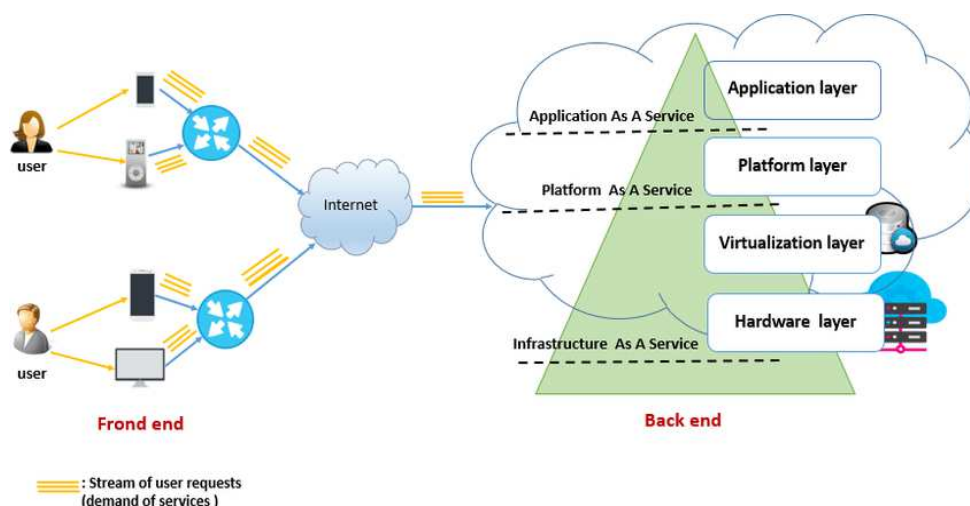 user
user
Internet
Application As A Service
Platform As A Service
Infrastructure As A Service
Application layer
Platform layer
Virtualization layer
Hardware layer
Frond end
Back end
: Stream of user requests
(demand of services )